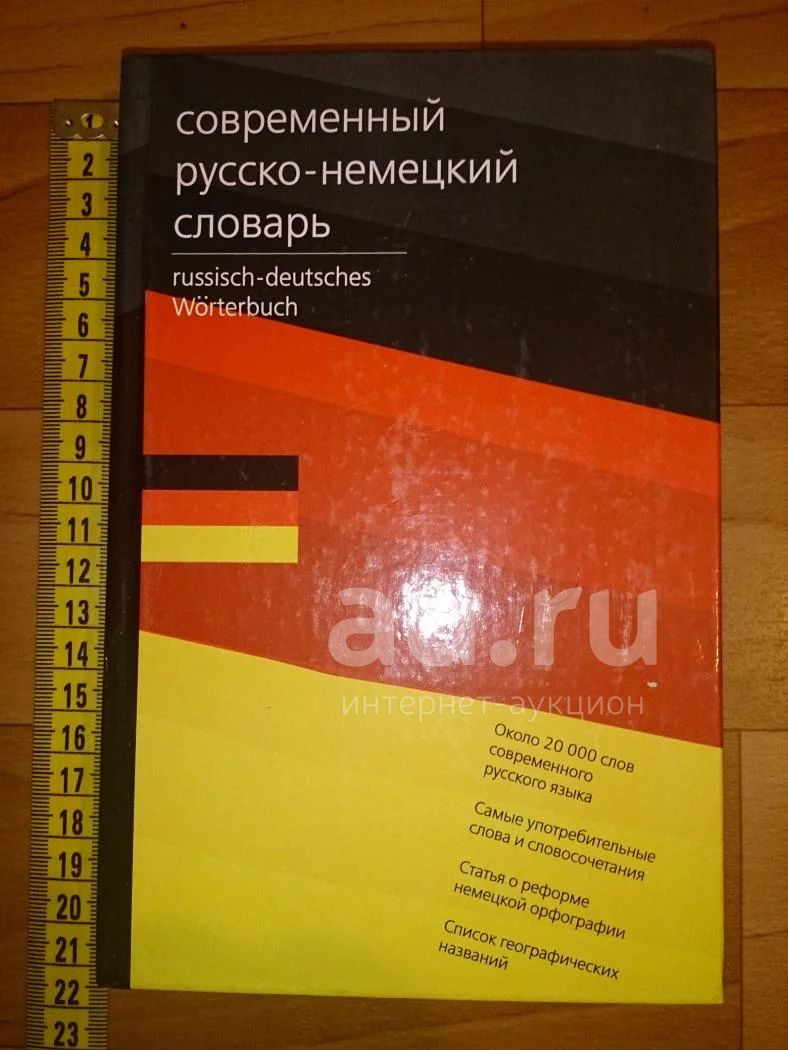 современный
русско-немецкий
словарь
russisch-deutsches
Wörterbuch
au.ru
интернет-аукцион
Около 20 000 слов
современного
русского языка
Самые употребительные
слова и словосочетания
Статья о реформе
немецкой орфографии
Список географических
названий
1
2
3
4
5
6
7
8
9
10
11
12
13
14
15
16
17
18
19
20
21
22
23